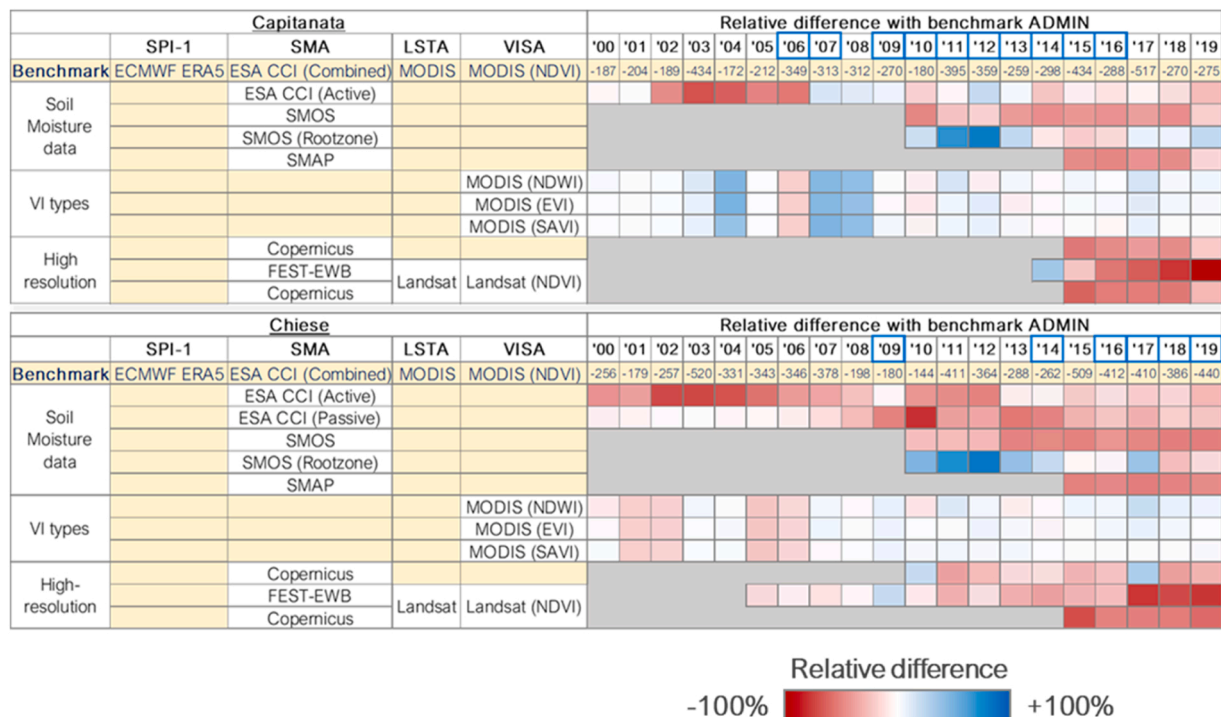 Capitanata Relative difference with benchmark ADMIN
SPI-1 SMA LSTA VISA '00 '01 '02 '03 '04 '05 '06 '07 '08 '09 '10 '11 '12 '13 '14 '15 '16 '17 '18 '19
Benchmark ECMWF ERA5 ESA CCI (Combined) MODIS MODIS (NDVI) -187 -204 -189 -434 -172 -212 -349 -313 -312 -270 -180 -395 -359 -259 -298 -434 -288 -517 -270 -275
Soil Moisture data
ESA CCI (Active)
SMOS
SMOS (Rootzone)
SMAP
VI types
MODIS (NDWI)
MODIS (EVI)
MODIS (SAVI)
High resolution
Copernicus
FEST-EWB
Copernicus
Landsat Landsat (NDVI)
Chiese Relative difference with benchmark ADMIN
SPI-1 SMA LSTA VISA '00 '01 '02 '03 '04 '05 '06 '07 '08 '09 '10 '11 '12 '13 '14 '15 '16 '17 '18 '19
Benchmark ECMWF ERA5 ESA CCI (Combined) MODIS MODIS (NDVI) -256 -179 -257 -520 -331 -343 -346 -378 -198 -180 -144 -411 -364 -288 -262 -509 -412 -410 -386 -440
Soil Moisture data
ESA CCI (Active)
ESA CCI (Passive)
SMOS
SMOS (Rootzone)
SMAP
VI types
MODIS (NDWI)
MODIS (EVI)
MODIS (SAVI)
High-resolution
Copernicus
FEST-EWB
Copernicus
Landsat Landsat (NDVI)
Relative difference
-100% +100%